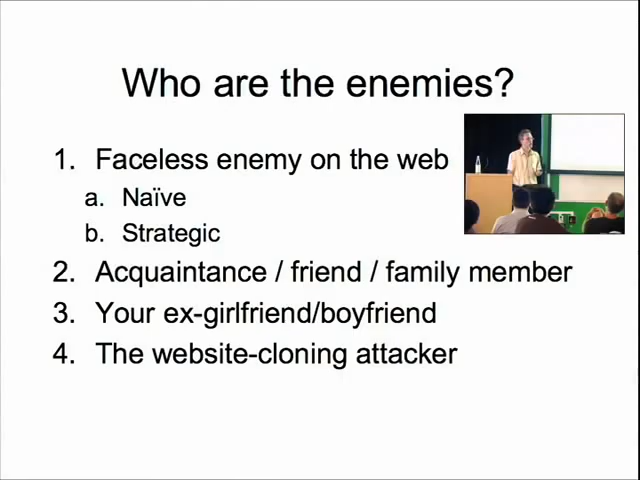 Who are the enemies?
1. Faceless enemy on the web
a. Naïve
b. Strategic
2. Acquaintance / friend / family member
3. Your ex-girlfriend/boyfriend
4. The website-cloning attacker